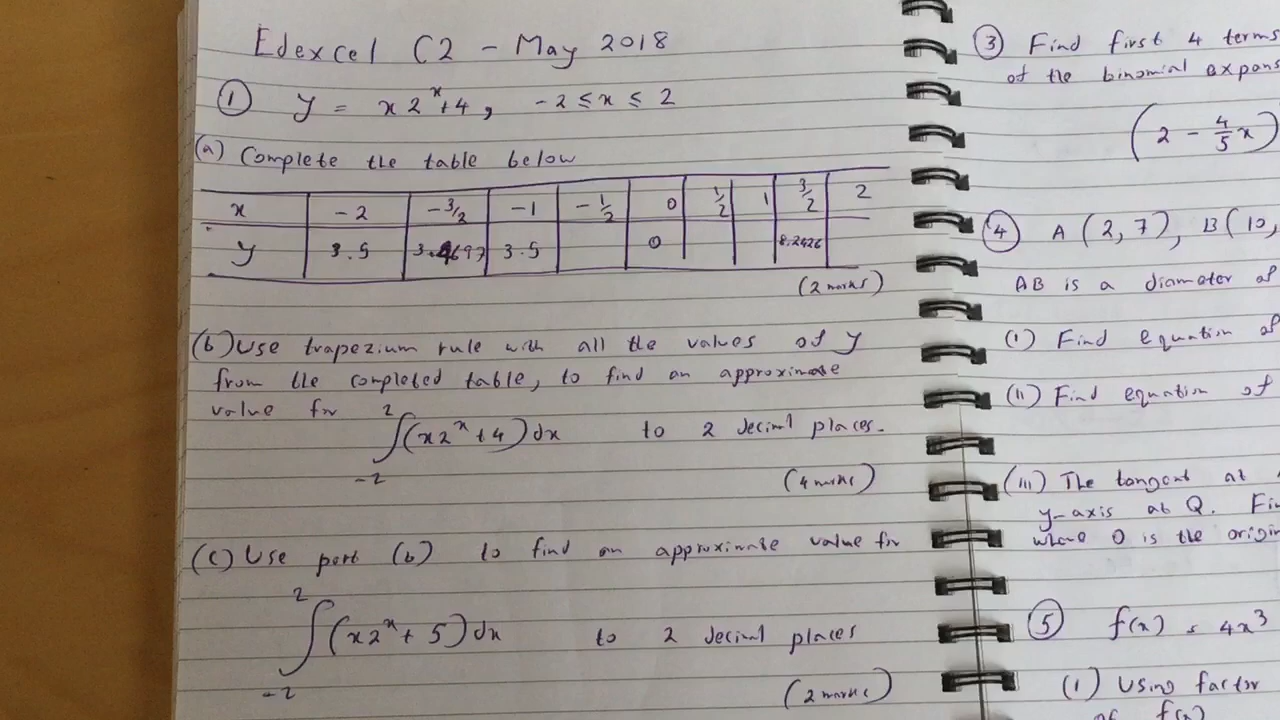 Edexcel C2 - May 2018
① y = x2^x+4, -2 ≤ x ≤ 2
(a) Complete the table below
x -2 -3/2 -1 -1/2 0 1/2 1 3/2 2
y 3.5 3.4697 3.5 0 8.2426
(2 marks)
(b) Use trapezium rule with all the values of y
from the completed table, to find an approximate
value for
∫_{-2}^{2} (x2^x + 4) dx to 2 decimal places.
(4 marks)
(c) Use part (b) to find an approximate value for
∫_{-2}^{2} (x2^x + 5) dx to 2 decimal places
(2 marks)
③ Find first 4 terms
of the binomial expans
(2 - 4/5 x)
④ A (2, 7), B (10,
AB is a diameter of
(i) Find equation of
(ii) Find equation of
(iii) The tangent at
y-axis at Q. Fin
where O is the origin
⑤ f(x) = 4x³
(i) Using factor
of f(x)